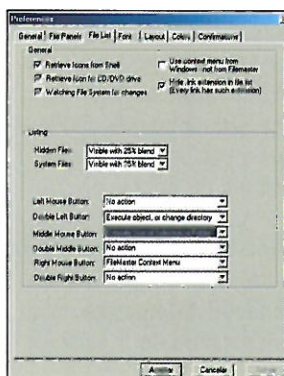 Preferences
General File Panels File List Font Layout Colors Confirmations
General
Retrieve Icons from Shell
Retrieve Icon for CD/DVD drive
Watching File System for changes
Use context menu from
Windows - not from Filemaster
Hide .lnk extension in file list
(Every link has such extension)
Listing
Hidden Files: Visible with 25% blend
System Files: Visible with 25% blend
Left Mouse Button: No action
Double Left Button: Execute object, or change directory
Middle Mouse Button:
Double Middle Button: No action
Right Mouse Button: FileMaster Context Menu
Double Right Button: No action
Aceptar Cancelar